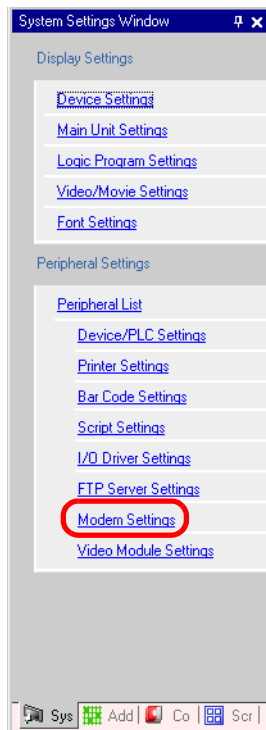 System Settings Window
Display Settings
Device Settings
Main Unit Settings
Logic Program Settings
Video/Movie Settings
Font Settings
Peripheral Settings
Peripheral List
Device/PLC Settings
Printer Settings
Bar Code Settings
Script Settings
I/O Driver Settings
FTP Server Settings
Modem Settings
Video Module Settings
Sys Add Co Scr